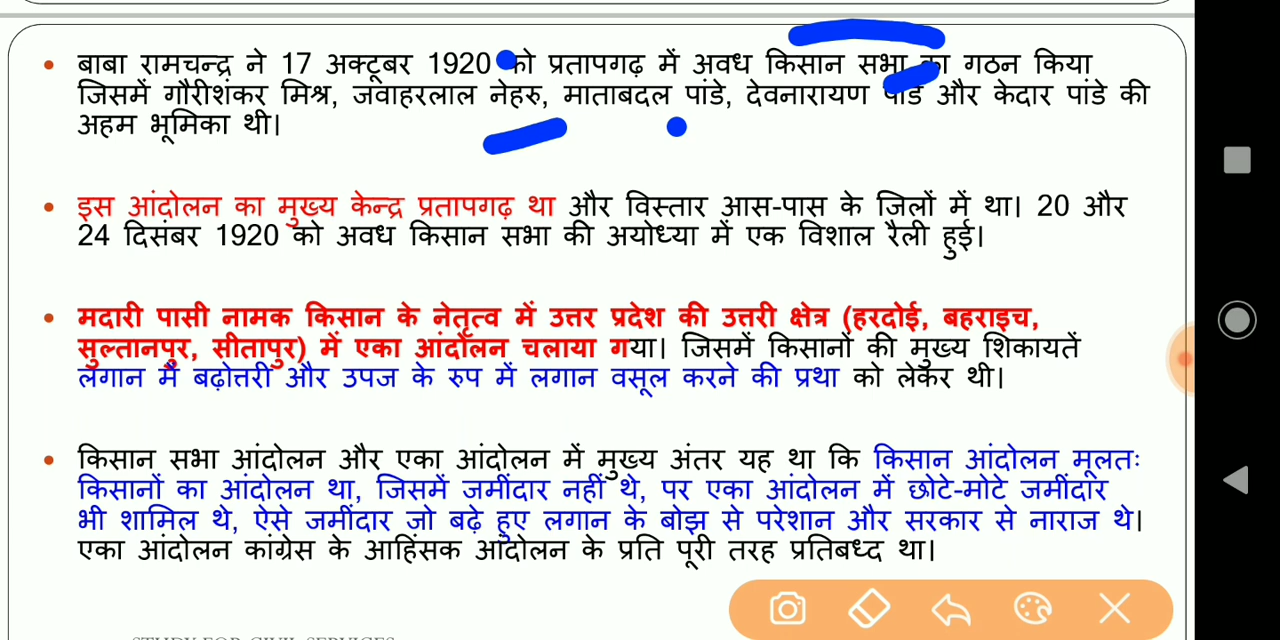 बाबा रामचन्द्र ने 17 अक्टूबर 1920 को प्रतापगढ़ में अवध किसान सभा का गठन किया
जिसमें गौरीशंकर मिश्र, जवाहरलाल नेहरु, माताबदल पांडे, देवनारायण पांडे और केदार पांडे की
अहम भूमिका थी।
इस आंदोलन का मुख्य केन्द्र प्रतापगढ़ था और विस्तार आस-पास के जिलों में था। 20 और
24 दिसंबर 1920 को अवध किसान सभा की अयोध्या में एक विशाल रैली हुई।
मदारी पासी नामक किसान के नेतृत्व में उत्तर प्रदेश की उत्तरी क्षेत्र (हरदोई, बहराइच,
सुल्तानपुर, सीतापुर) में एका आंदोलन चलाया गया। जिसमें किसानों की मुख्य शिकायतें
लगान में बढ़ोत्तरी और उपज के रुप में लगान वसूल करने की प्रथा को लेकर थी।
किसान सभा आंदोलन और एका आंदोलन में मुख्य अंतर यह था कि किसान आंदोलन मूलतः
किसानों का आंदोलन था, जिसमें जमींदार नहीं थे, पर एका आंदोलन में छोटे-मोटे जमींदार
भी शामिल थे, ऐसे जमींदार जो बढ़े हुए लगान के बोझ से परेशान और सरकार से नाराज थे।
एका आंदोलन कांग्रेस के आहिंसक आंदोलन के प्रति पूरी तरह प्रतिबध्द था।
STUDY FOR CIVIL SERVICES